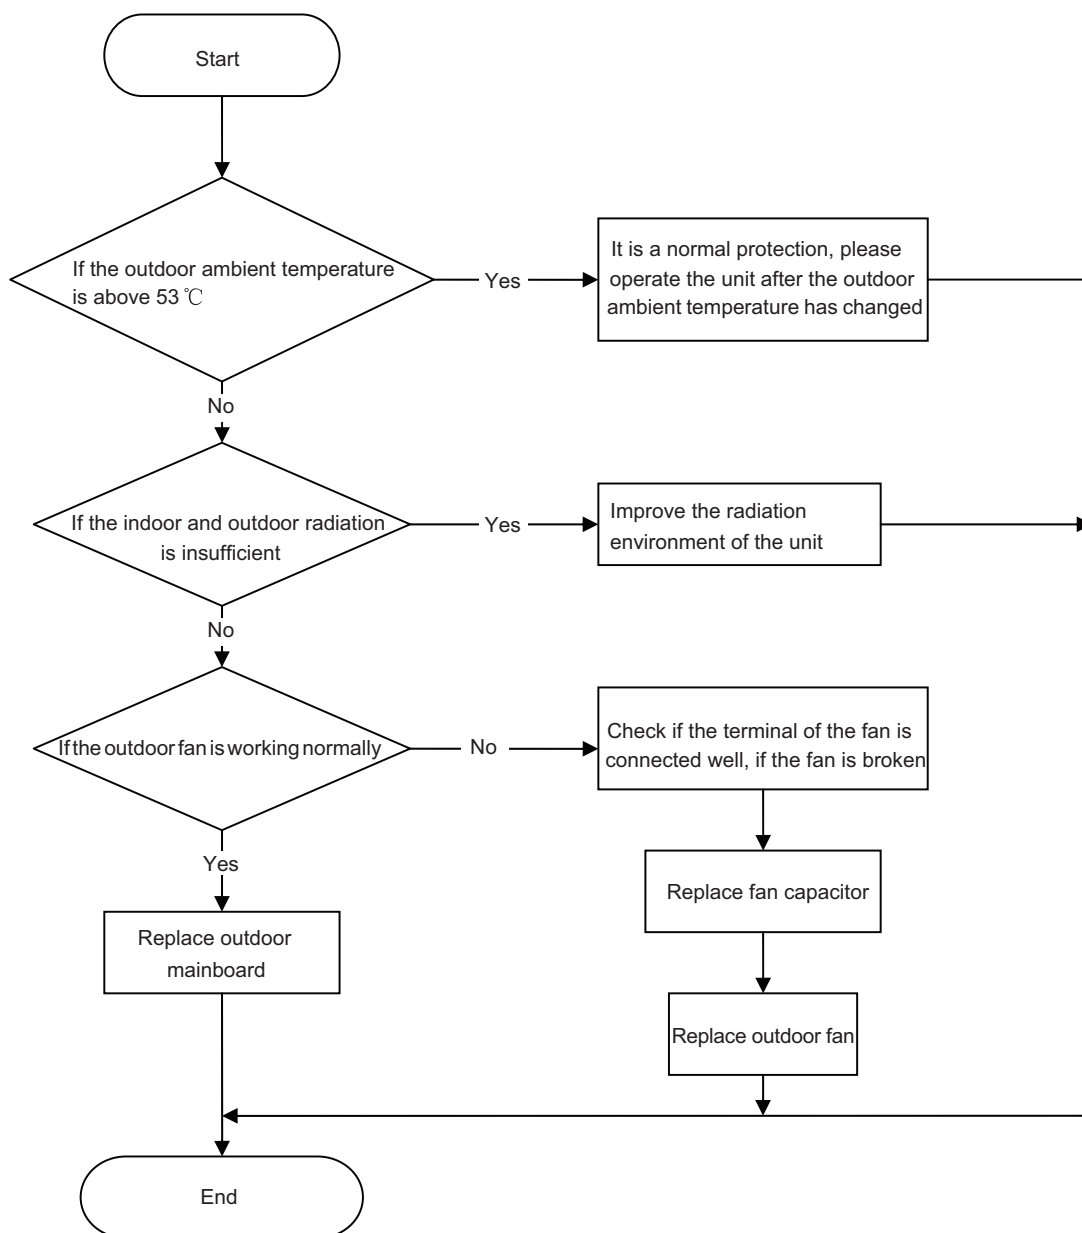 Start
If the outdoor ambient temperature
is above 53 ℃
Yes
It is a normal protection, please
operate the unit after the outdoor
ambient temperature has changed
No
If the indoor and outdoor radiation
is insufficient
Yes
Improve the radiation
environment of the unit
No
If the outdoor fan is working normally
No
Check if the terminal of the fan is
connected well, if the fan is broken
Yes
Replace fan capacitor
Replace outdoor
mainboard
Replace outdoor fan
End